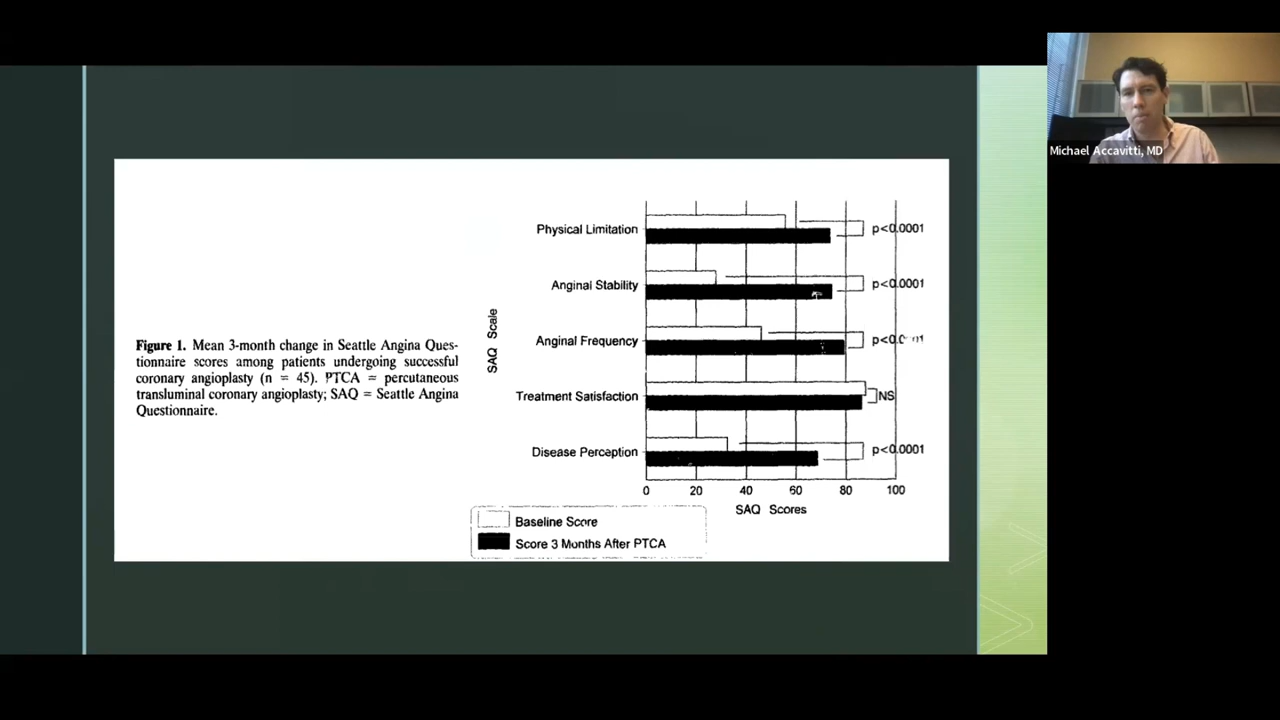 Michael Accavitti, MD
Figure 1. Mean 3-month change in Seattle Angina Ques-
tionnaire scores among patients undergoing successful
coronary angioplasty (n = 45). PTCA = percutaneous
transluminal coronary angioplasty; SAQ = Seattle Angina
Questionnaire.
SAQ Scale
Physical Limitation
p<0.0001
Anginal Stability
p<0.0001
Anginal Frequency
Treatment Satisfaction
NS
Disease Perception
p<0.0001
0 20 40 60 80 100
SAQ Scores
Baseline Score
Score 3 Months After PTCA